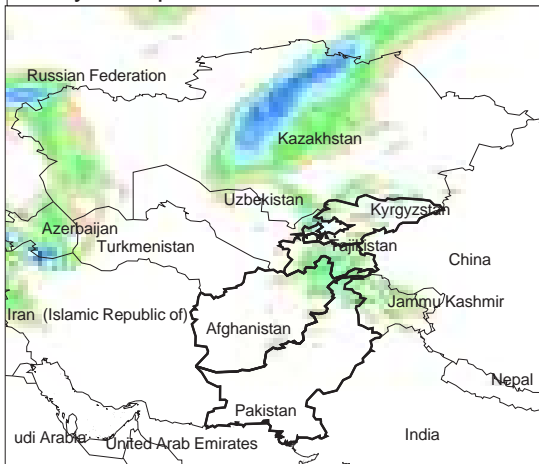 Russian Federation
Kazakhstan
Uzbekistan
Kyrgyzstan
Azerbaijan
Turkmenistan
Tajikistan
China
Iran (Islamic Republic of)
Jammu/Kashmir
Afghanistan
Nepal
Pakistan
udi Arabia
United Arab Emirates
India